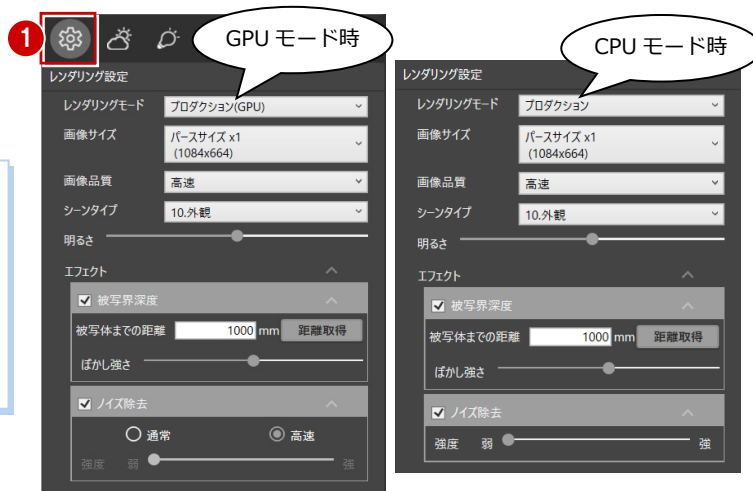 1
GPU モード時
レンダリング設定
レンダリングモード プロダクション(GPU)
画像サイズ パースサイズ x1
(1084x664)
画像品質 高速
シーンタイプ 10.外観
明るさ
エフェクト
被写界深度
被写体までの距離 1000 mm 距離取得
ぼかし強さ
ノイズ除去
通常 高速
強度 弱 強
CPU モード時
レンダリング設定
レンダリングモード プロダクション
画像サイズ パースサイズ x1
(1084x664)
画像品質 高速
シーンタイプ 10.外観
明るさ
エフェクト
被写界深度
被写体までの距離 1000 mm 距離取得
ぼかし強さ
ノイズ除去
強度 弱 強